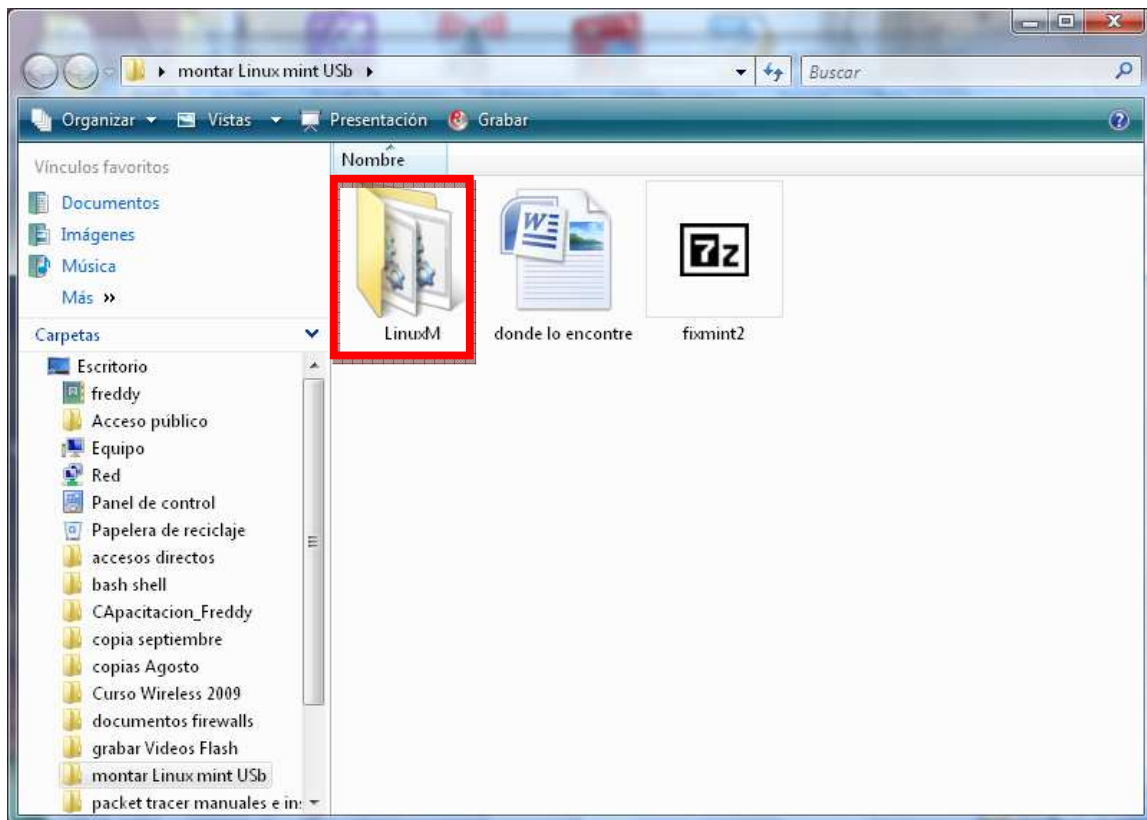 montar Linux mint USb
Buscar
Organizar Vistas Presentación Grabar
Vínculos favoritos
Documentos
Imágenes
Música
Más »
Carpetas
Escritorio
freddy
Acceso público
Equipo
Red
Panel de control
Papelera de reciclaje
accesos directos
bash shell
CApacitacion_Freddy
copia septiembre
copias Agosto
Curso Wireless 2009
documentos firewalls
grabar Videos Flash
montar Linux mint USb
packet tracer manuales e in
Nombre
W
7z
LinuxM donde lo encontre fixmint2